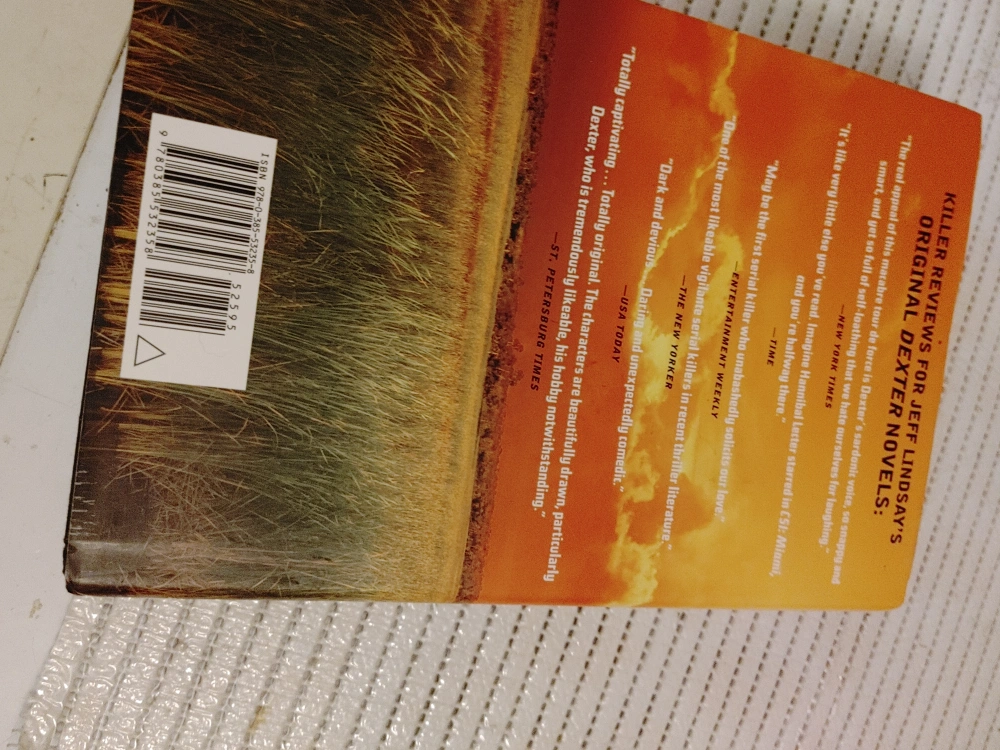 KILLER REVIEWS FOR JEFF LINDSAY'S
ORIGINAL DEXTER NOVELS:
"The real appeal of this macabre tour de force is Dexter's sardonic voice, so snappy and
smart, and yet so full of self-loathing that we hate ourselves for laughing."
—NEW YORK TIMES
"It's like very little else you've read. Imagine Hannibal Lecter starred in CSI: Miami,
and you're halfway there."
—TIME
"May be the first serial killer who unabashedly solicits our love."
—ENTERTAINMENT WEEKLY
"One of the most likeable vigilante serial killers in recent thriller literature."
—THE NEW YORKER
"Dark and devious. Daring and unexpectedly comedic."
—USA TODAY
"Totally captivating . . . Totally original. The characters are beautifully drawn, particularly
Dexter, who is tremendously likeable, his hobby notwithstanding."
—ST. PETERSBURG TIMES
ISBN 978-0-385-53235-8
52595
9 780385 532358